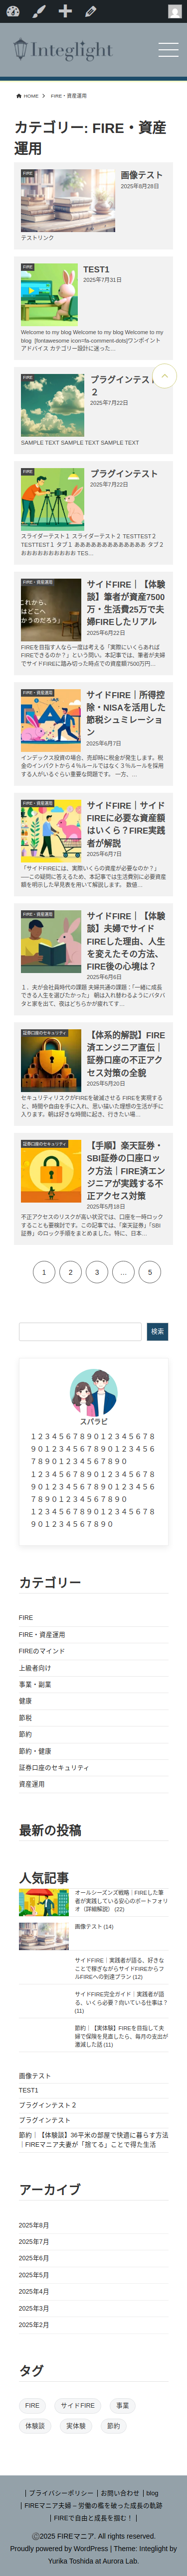 Integlight
HOME > FIRE・資産運用
カテゴリー: FIRE・資産
運用
FIRE
画像テスト
2025年8月28日
テストリンク
FIRE
TEST1
2025年7月31日
Welcome to my blog Welcome to my blog Welcome to my
blog [fontawesome icon=fa-comment-dots]ワンポイント
アドバイス カテゴリー設計に迷った…
FIRE
プラグインテスト
２
2025年7月22日
SAMPLE TEXT SAMPLE TEXT SAMPLE TEXT
FIRE
プラグインテスト
2025年7月22日
スライダーテスト１ スライダーテスト２ TESTTEST２
TESTTEST１ タブ１ ああああああああああああ タブ２
おおおおおおおおおお TES…
FIRE・資産運用
これから、
はどこへ
かうのだろう」
サイドFIRE｜【体験
談】筆者が資産7500
万・生活費25万で夫
婦FIREしたリアル
2025年6月22日
FIREを目指す人なら一度は考える「実際にいくらあれば
FIREできるのか？」という問い。本記事では、筆者が夫婦
でサイドFIREに踏み切った時点での資産額7500万円…
FIRE・資産運用
サイドFIRE｜所得控
除・NISAを活用した
節税シュミレーショ
ン
2025年6月7日
インデックス投資の場合、売却時に税金が発生します。税
金のインパクトから４%ルールではなく３%ルールを採用
する人がいるぐらい重要な問題です。 一方、…
FIRE・資産運用
サイドFIRE｜サイド
FIREに必要な資産額
はいくら？FIRE実践
者が解説
2025年6月7日
「サイドFIREには、実際いくらの資産が必要なのか？」
──この疑問に答えるため、本記事では生活費別に必要資産
額を明示した早見表を用いて解説します。 数値…
FIRE・資産運用
サイドFIRE｜【体験
談】夫婦でサイド
FIREした理由、人生
を変えたその方法、
FIRE後の心境は？
2025年6月6日
１．夫が会社員時代の課題 夫婦共通の課題：「一緒に成長
できる人生を選びたかった」 朝は入れ替わるようにバタバ
タと家を出て、夜はどちらかが疲れてす…
証券口座のセキュリティ
【体系的解説】FIRE
済エンジニア直伝｜
証券口座の不正アク
セス対策の全貌
2025年5月20日
セキュリティリスクがFIREを破滅させる FIREを実現する
と、時間や自由を手に入れ、思い描いた理想の生活が手に
入ります。朝は好きな時間に起き、行きたい場…
証券口座のセキュリティ
【手順】楽天証券・
SBI証券の口座ロッ
ク方法｜FIRE済エン
ジニアが実践する不
正アクセス対策
2025年5月18日
不正アクセスのリスクが高い状況では、口座を一時ロック
することも要検討です。この記事では、「楽天証券」「SBI
証券」のロック手順をまとめました。特に、日本…
1 2 3 … 5
検索
スパラピ
１２３４５６７８９０１２３４５６７８
９０１２３４５６７８９０１２３４５６
７８９０１２３４５６７８９０
１２３４５６７８９０１２３４５６７８
９０１２３４５６７８９０１２３４５６
７８９０１２３４５６７８９０
１２３４５６７８９０１２３４５６７８
９０１２３４５６７８９０
カテゴリー
FIRE
FIRE・資産運用
FIREのマインド
上級者向け
事業・副業
健康
節税
節約
節約・健康
証券口座のセキュリティ
資産運用
最新の投稿
人気記事
オールシーズンズ戦略｜FIREした筆
者が実践している安心のポートフォリ
オ（詳細解説） (22)
画像テスト (14)
サイドFIRE｜実践者が語る、好きな
ことで稼ぎながらサイドFIREからフ
ルFIREへの到達プラン (12)
サイドFIRE完全ガイド｜実践者が語
る、いくら必要？向いている仕事は？
(11)
節約｜【実体験】FIREを目指して夫
婦で保険を見直したら、毎月の支出が
激減した話 (11)
画像テスト
TEST1
プラグインテスト２
プラグインテスト
節約｜【体験談】36平米の部屋で快適に暮らす方法
｜FIREマニア夫妻が「捨てる」ことで得た生活
アーカイブ
2025年8月
2025年7月
2025年6月
2025年5月
2025年4月
2025年3月
2025年2月
タグ
FIRE サイドFIRE 事業
体験談 実体験 節約
| プライバシーポリシー | お問い合わせ | blog
| FIREマニア夫婦 – 労働の檻を破った成長の軌跡
| FIREで自由と成長を掴む！ |
Ⓒ2025 FIREマニア. All rights reserved.
Proudly powered by WordPress | Theme: Integlight by
Yurika Toshida at Aurora Lab.